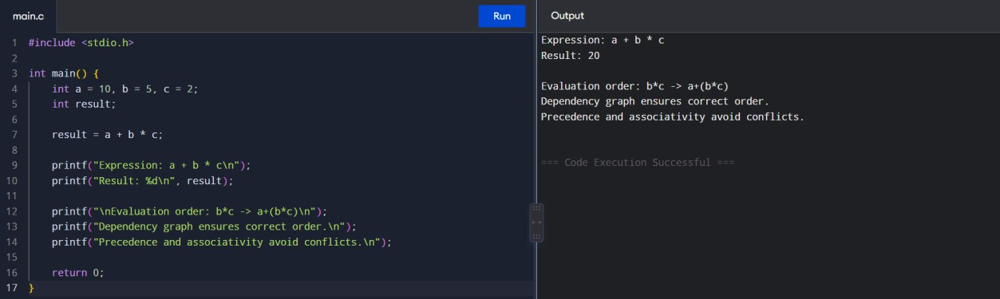 main.c
Run
1 #include <stdio.h>
2
3 int main() {
4     int a = 10, b = 5, c = 2;
5     int result;
6
7     result = a + b * c;
8
9     printf("Expression: a + b * c\n");
10     printf("Result: %d\n", result);
11
12     printf("\nEvaluation order: b*c -> a+(b*c)\n");
13     printf("Dependency graph ensures correct order.\n");
14     printf("Precedence and associativity avoid conflicts.\n");
15
16     return 0;
17 }
Output
Expression: a + b * c
Result: 20
Evaluation order: b*c -> a+(b*c)
Dependency graph ensures correct order.
Precedence and associativity avoid conflicts.
=== Code Execution Successful ===